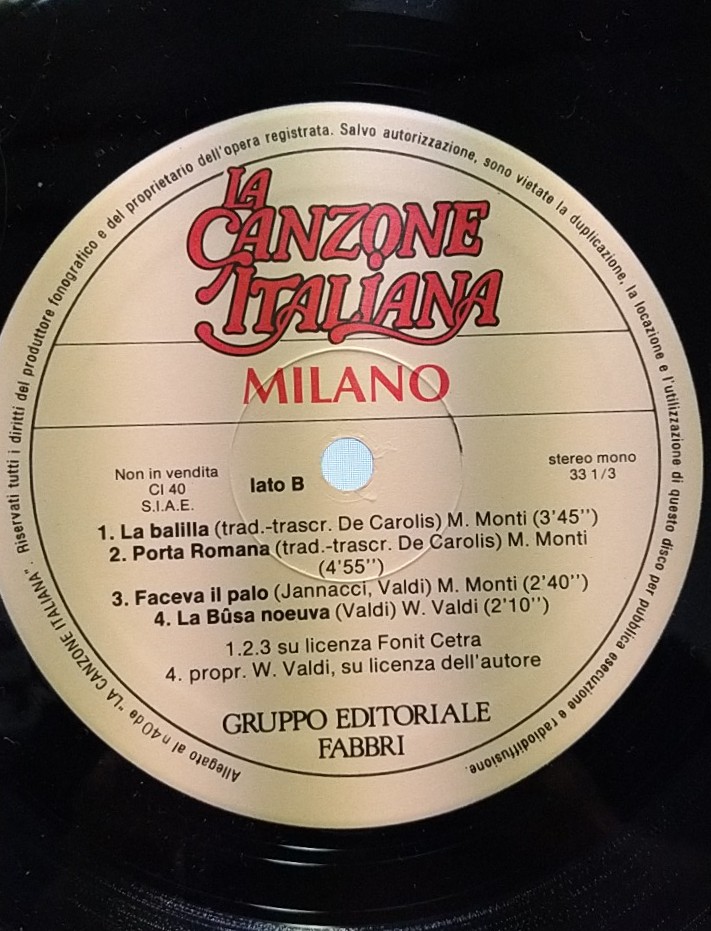 Allegato al n40 de "LA CANZONE ITALIANA". Riservati tutti i diritti del produttore fonografico e del proprietario dell'opera registrata. Salvo autorizzazione, sono vietate la duplicazione, la locazione e l'utilizzazione di questo disco per pubblica esecuzione e radiodiffusione.
LA
CANZONE
ITALIANA
MILANO
Non in vendita
CI 40
S.I.A.E.
lato B
stereo mono
33 1/3
1. La balilla (trad.-trascr. De Carolis) M. Monti (3'45'')
2. Porta Romana (trad.-trascr. De Carolis) M. Monti
(4'55'')
3. Faceva il palo (Jannacci, Valdi) M. Monti (2'40'')
4. La Bûsa noeuva (Valdi) W. Valdi (2'10'')
1.2.3 su licenza Fonit Cetra
4. propr. W. Valdi, su licenza dell'autore
GRUPPO EDITORIALE
FABBRI